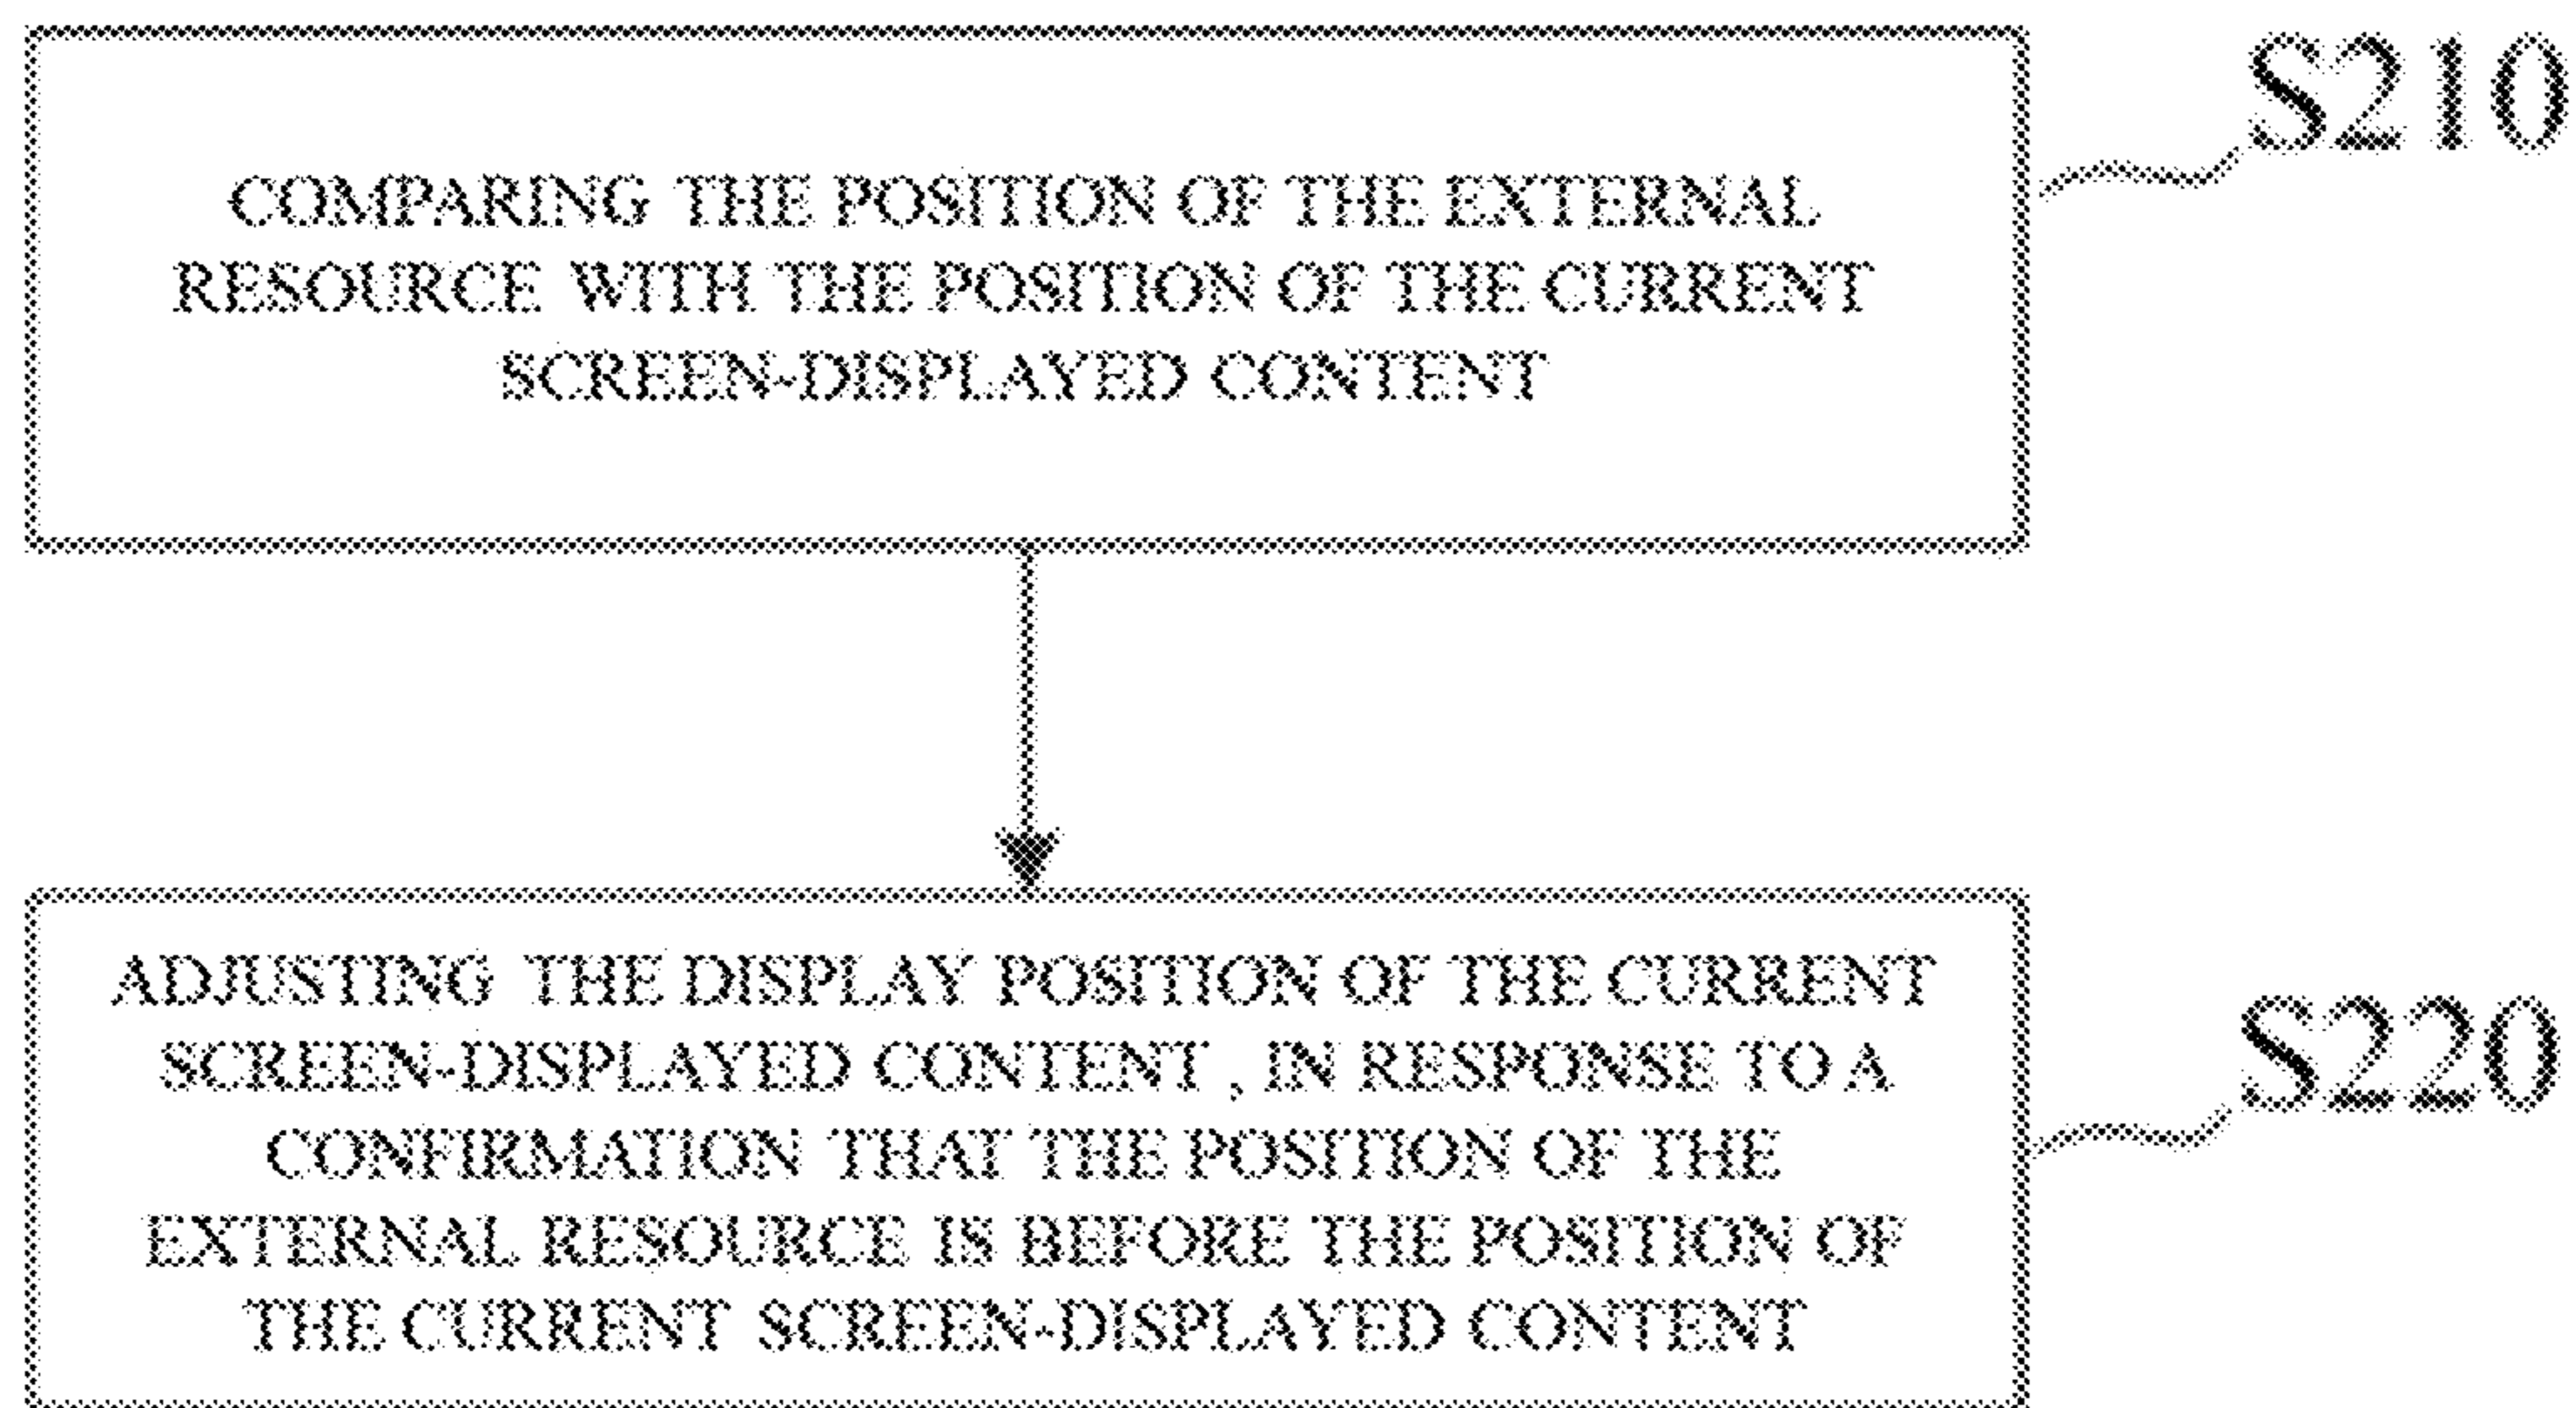 S210
COMPARING THE POSITION OF THE EXTERNAL
RESOURCE WITH THE POSITION OF THE CURRENT
SCREEN-DISPLAYED CONTENT
ADJUSTING THE DISPLAY POSITION OF THE CURRENT
SCREEN-DISPLAYED CONTENT , IN RESPONSE TO A
CONFIRMATION THAT THE POSITION OF THE
EXTERNAL RESOURCE IS BEFORE THE POSITION OF
THE CURRENT SCREEN-DISPLAYED CONTENT
S220